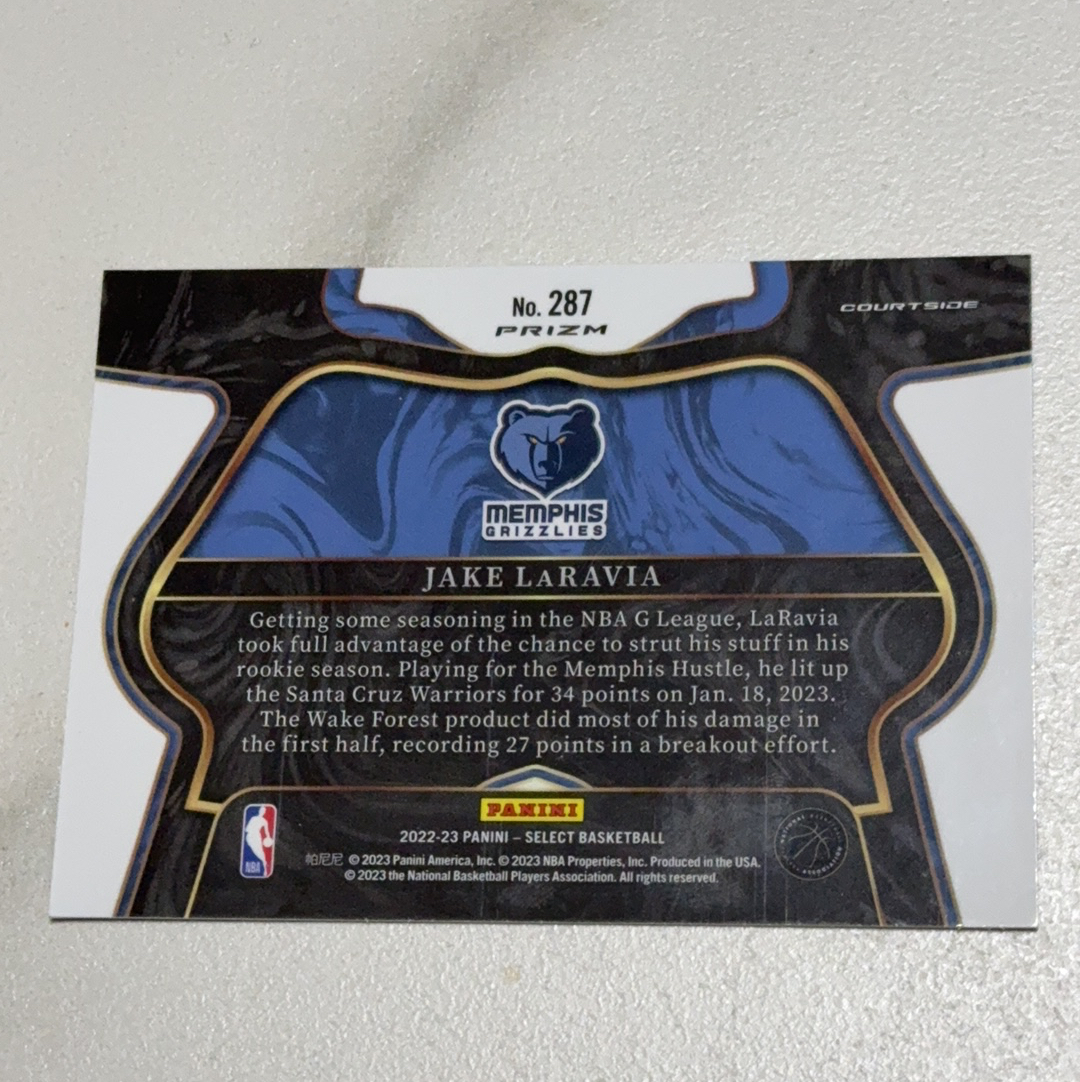 No. 287
PRIZM
COURTSIDE
MEMPHIS
GRIZZLIES
JAKE LaRAVIA
Getting some seasoning in the NBA G League, LaRavia
took full advantage of the chance to strut his stuff in his
rookie season. Playing for the Memphis Hustle, he lit up
the Santa Cruz Warriors for 34 points on Jan. 18, 2023.
The Wake Forest product did most of his damage in
the first half, recording 27 points in a breakout effort.
PANINI
2022-23 PANINI – SELECT BASKETBALL
帕尼尼 © 2023 Panini America, Inc. © 2023 NBA Properties, Inc. Produced in the USA.
© 2023 the National Basketball Players Association. All rights reserved.
NBA
NATIONAL BASKETBALL
PLAYERS ASSOCIATION